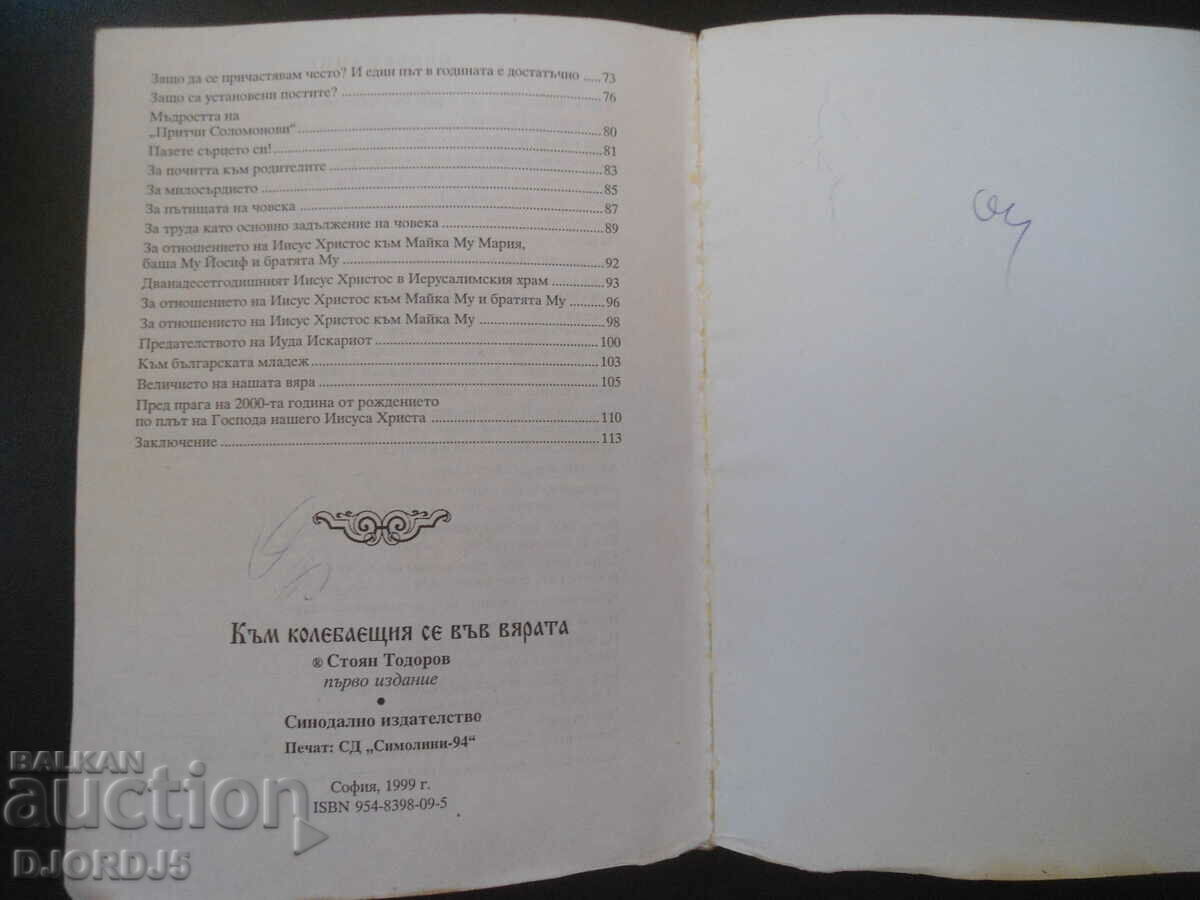 Защо да се причастявам често? И един път в годината е достатъчно ..... 73
Защо са установени постите? ..... 76
Мъдростта на
„Притчи Соломонови“ ..... 80
Пазете сърцето си! ..... 81
За почитта към родителите ..... 83
За милосърдието ..... 85
За пътищата на човека ..... 87
За труда като основно задължение на човека ..... 89
За отношението на Иисус Христос към Майка Му Мария,
баща Му Йосиф и братята Му ..... 92
Дванадесетгодишният Иисус Христос в Иерусалимския храм ..... 93
За отношението на Иисус Христос към Майка Му и братята Му ..... 96
За отношението на Иисус Христос към Майка Му ..... 98
Предателството на Иуда Искариот ..... 100
Към българската младеж ..... 103
Величието на нашата вяра ..... 105
Пред прага на 2000-та година от рождението
по плът на Господа нашего Иисуса Христа ..... 110
Заключение ..... 113
Към колебаещия се във вярата
® Стоян Тодоров
първо издание
•
Синодално издателство
Печат: СД „Симолини-94“
София, 1999 г.
ISBN 954-8398-09-5
BALKAN
auction
DJORDJ5